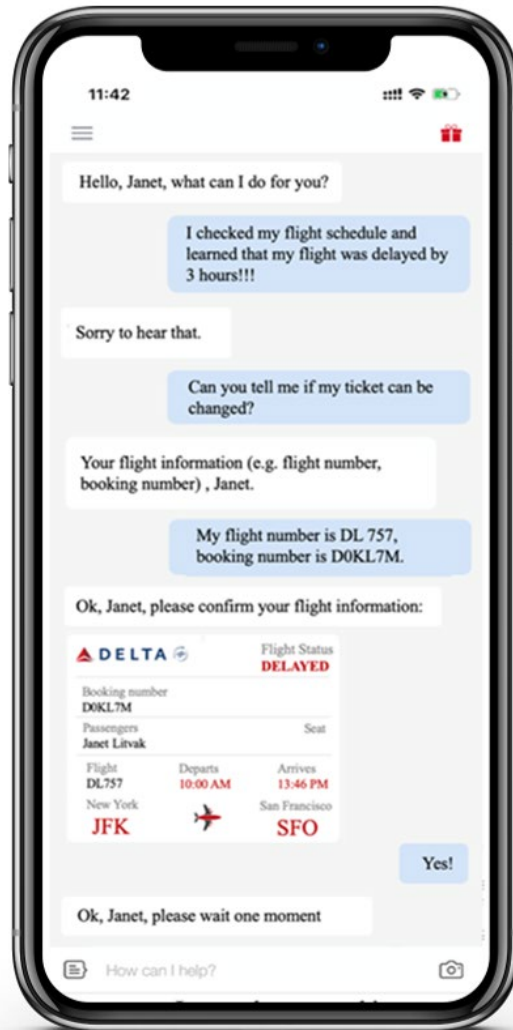 11:42
Hello, Janet, what can I do for you?
I checked my flight schedule and
learned that my flight was delayed by
3 hours!!!
Sorry to hear that.
Can you tell me if my ticket can be
changed?
Your flight information (e.g. flight number,
booking number) , Janet.
My flight number is DL 757,
booking number is D0KL7M.
Ok, Janet, please confirm your flight information:
DELTA
Flight Status
DELAYED
Booking number
D0KL7M
Passengers
Seat
Janet Litvak
Flight
Departs
Arrives
DL757
10:00 AM
13:46 PM
New York
San Francisco
JFK
SFO
Yes!
Ok, Janet, please wait one moment
How can I help?